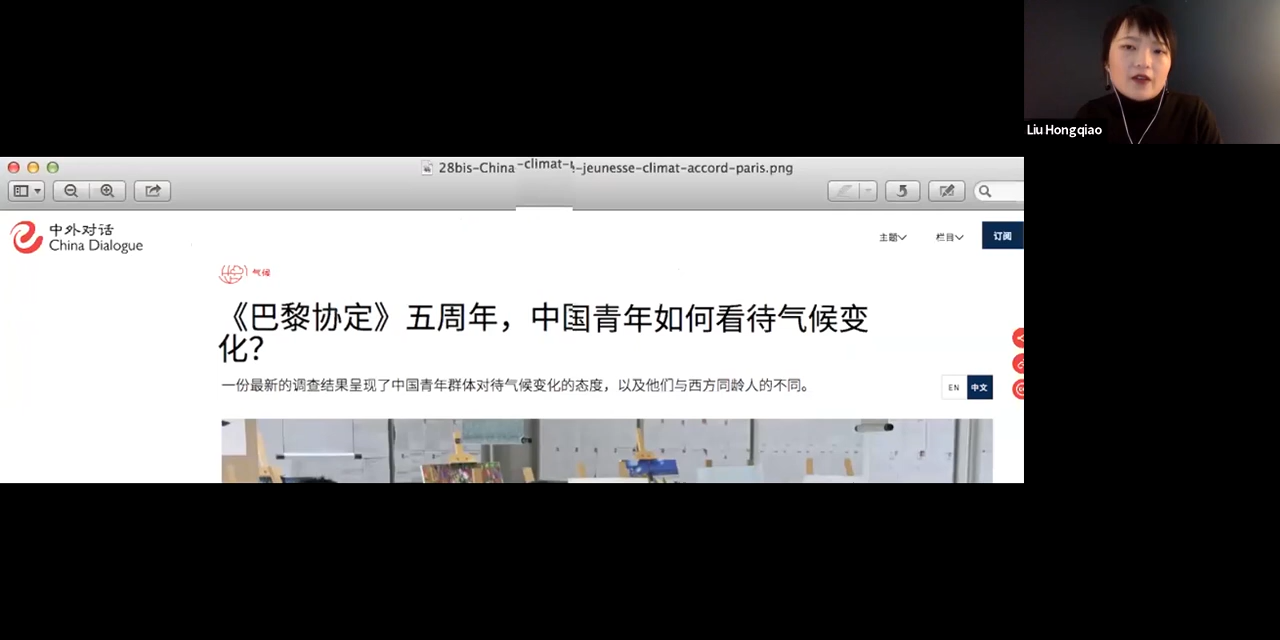 Liu Hongqiao
28bis-China
-climat-
-jeunesse-climat-accord-paris.png
中外对话
China Dialogue
主题
栏目
订阅
气候
《巴黎协定》五周年，中国青年如何看待气候变
化？
一份最新的调查结果呈现了中国青年群体对待气候变化的态度，以及他们与西方同龄人的不同。
EN
中文